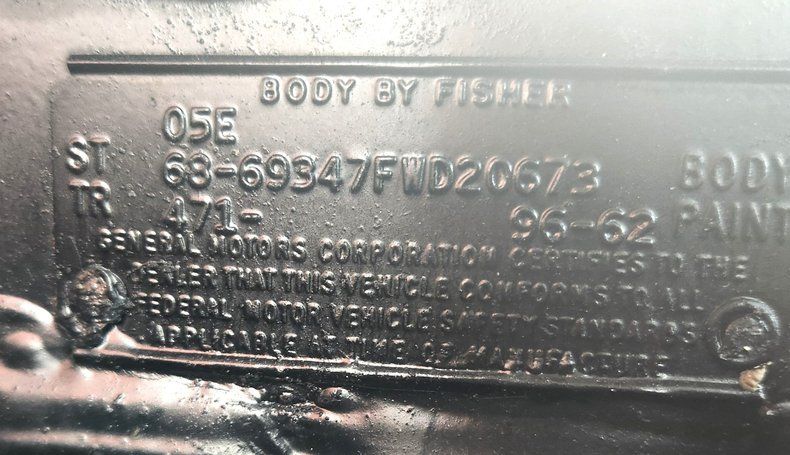 BODY BY FISHER
05E
ST 68-69347FWD20673 BODY
TR 471- 96-62 PAINT
GENERAL MOTORS CORPORATION CERTIFIES TO THE
DEALER THAT THIS VEHICLE CONFORMS TO ALL
FEDERAL MOTOR VEHICLE SAFETY STANDARDS
APPLICABLE AT TIME OF MANUFACTURE